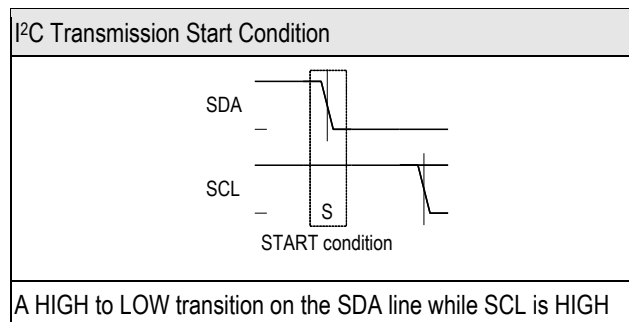 I²C Transmission Start Condition
SDA
SCL
S
START condition
A HIGH to LOW transition on the SDA line while SCL is HIGH